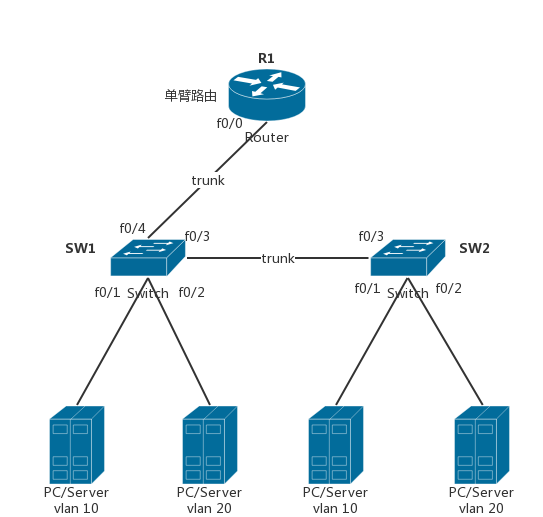 R1
单臂路由
f0/0
Router
trunk
f0/4
f0/3
f0/3
SW1
SW2
trunk
f0/1
Switch
f0/2
f0/1
Switch
f0/2
PC/Server
vlan 10
PC/Server
vlan 20
PC/Server
vlan 10
PC/Server
vlan 20